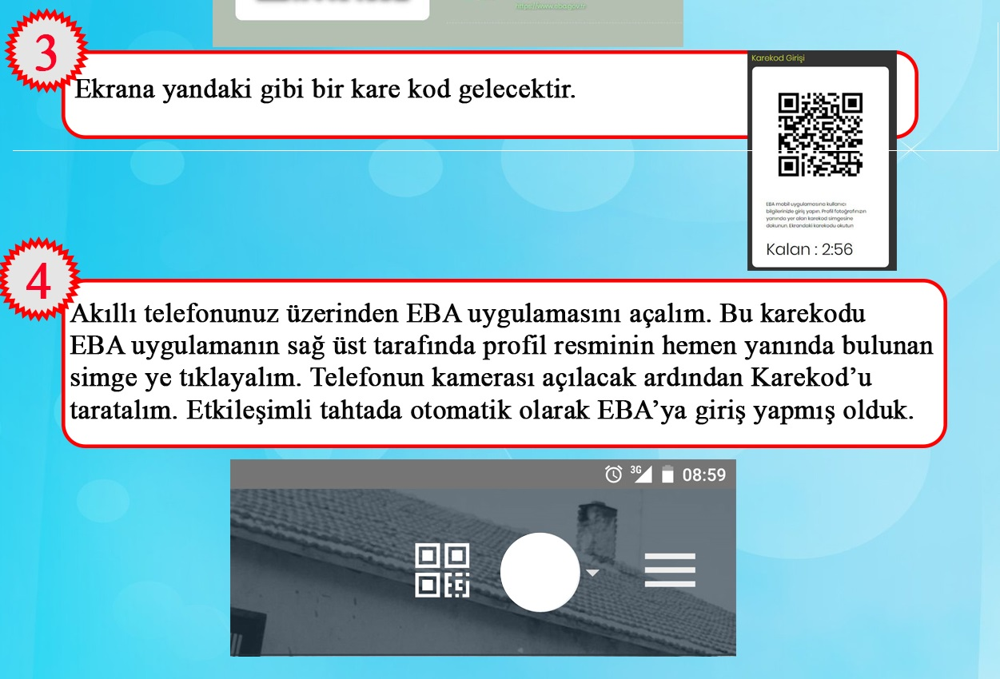 https://www.eba.gov.tr
3
Karekod Girişi
Ekrana yandaki gibi bir kare kod gelecektir.
EBA mobil uygulamasına kullanıcı
bilgilerinizle giriş yapın. Profil fotoğrafınızın
yanında yer alan karekod simgesine
dokunun. Ekrandaki karekodu okutun
Kalan : 2:56
4
Akıllı telefonunuz üzerinden EBA uygulamasını açalım. Bu karekodu
EBA uygulamanın sağ üst tarafında profil resminin hemen yanında bulunan
simge ye tıklayalım. Telefonun kamerası açılacak ardından Karekod’u
taratalım. Etkileşimli tahtada otomatik olarak EBA’ya giriş yapmış olduk.
3G 08:59